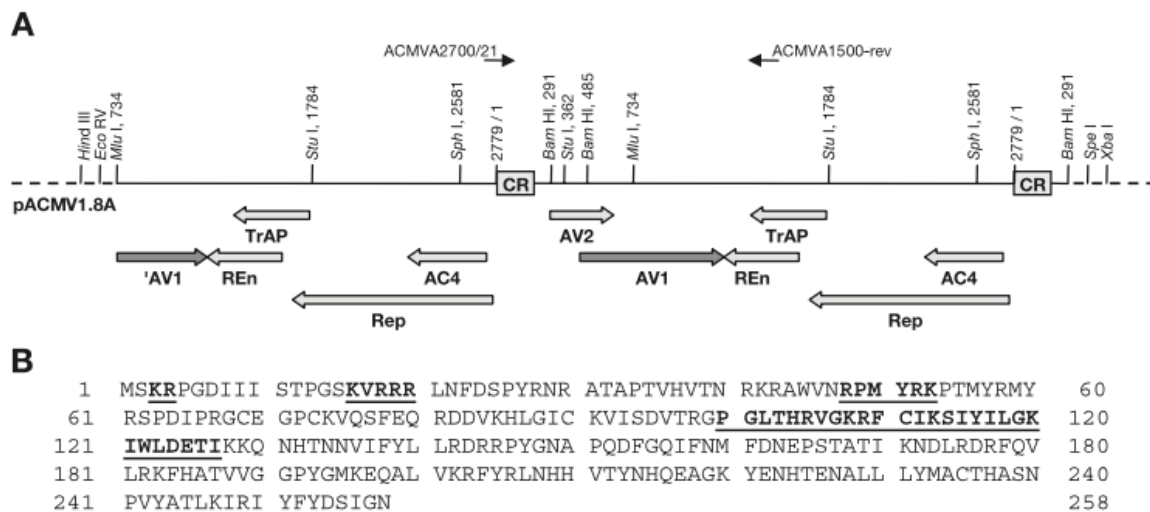 A
ACMVA2700/21 ACMVA1500-rev
Hind III
Eco RV
Mlu I, 734
Stu I, 1784
Sph I, 2581
2779 / 1
Bam HI, 291
Stu I, 362
Bam HI, 485
Mlu I, 734
Stu I, 1784
Sph I, 2581
2779 / 1
Bam HI, 291
Spe I
Xba I
CR CR
pACMV1.8A
TrAP AV2 TrAP
'AV1 REn AC4 AV1 REn AC4
Rep Rep
B
1 MSKRPGDIII STPGSKVRRR LNFDSPYRNR ATAPTVHVTN RKRAWVNRPM YRKPTMYRMY 60
61 RSPDIPRGCE GPCKVQSFEQ RDDVKHLGIC KVISDVTRGP GLTHRVGKRF CIKSIYILGK 120
121 IWLDETIKKQ NHTNNVIFYL LRDRRPYGNA PQDFGQIFNM FDNEPSTATI KNDLRDRFQV 180
181 LRKFHATVVG GPYGMKEQAL VKRFYRLNHH VTYNHQEAGK YENHTENALL LYMACTHASN 240
241 PVYATLKIRI YFYDSIGN 258